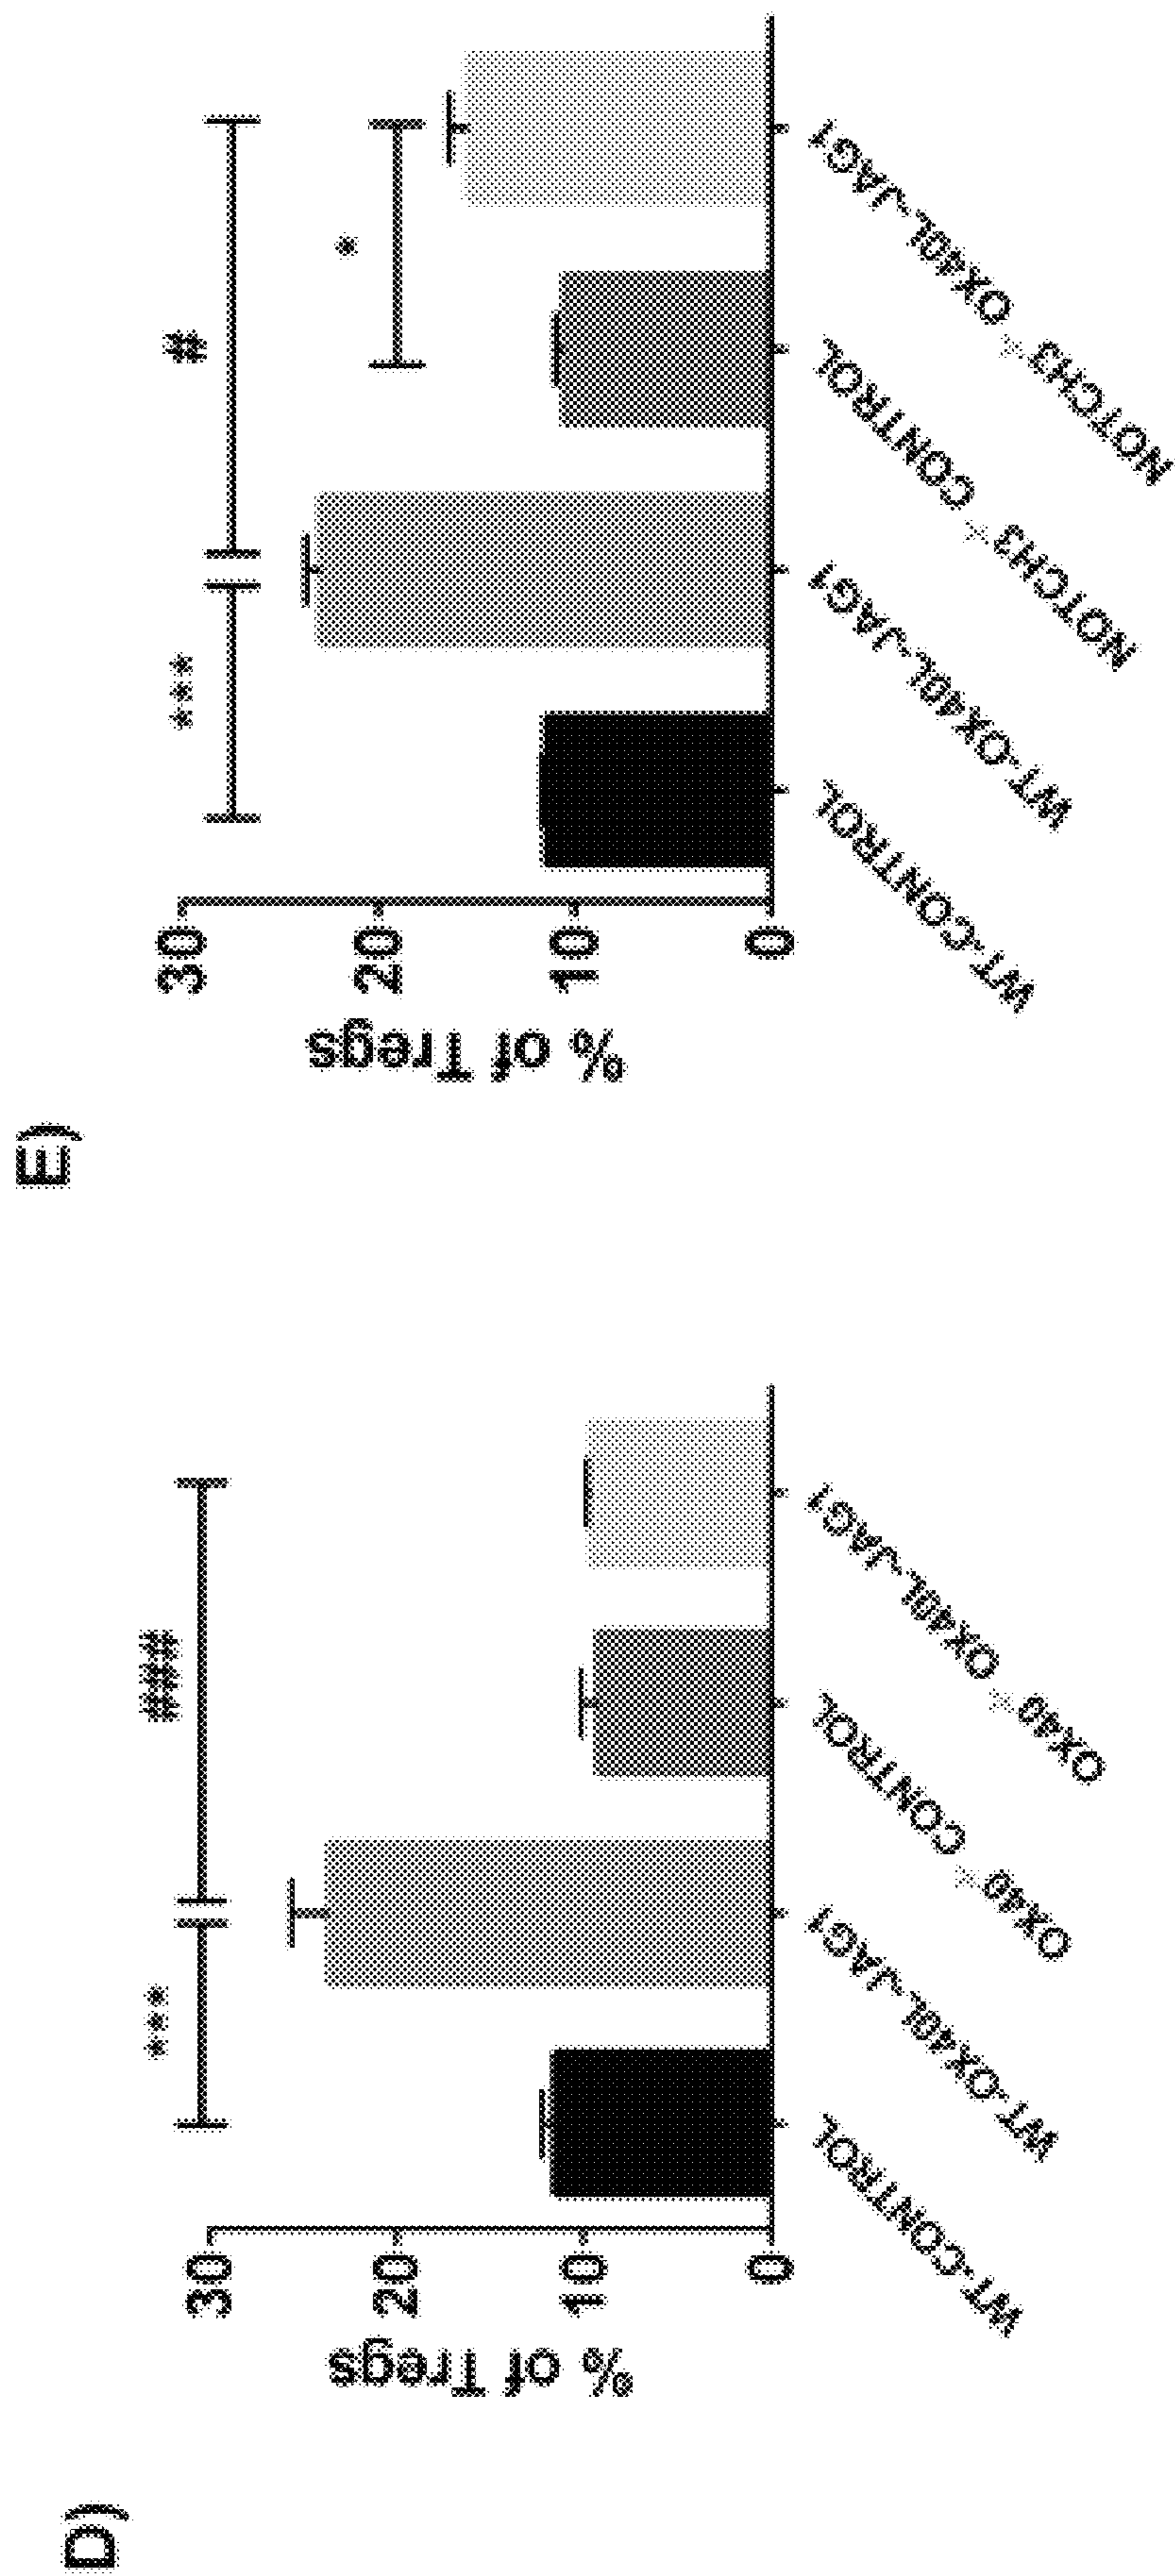 D)
% of Tregs
30
20
10
0
***
###
WT-CONTROL
WT-OX40L-JAG1
OX40 CONTROL
OX40 OX40L-JAG1
E)
% of Tregs
30
20
10
0
***
#
*
WT-CONTROL
WT-OX40L-JAG1
NOTCH3 CONTROL
NOTCH3 OX40L-JAG1